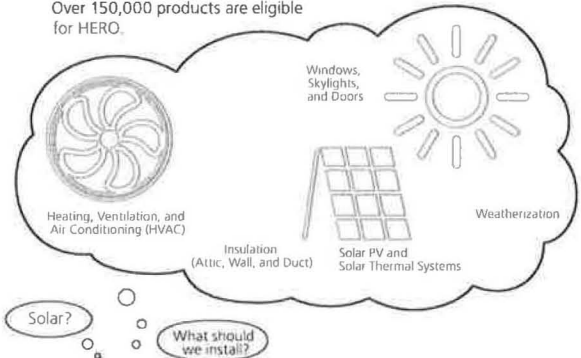 Over 150,000 products are eligible
for HERO.
Windows,
Skylights,
and Doors
Heating, Ventilation, and
Air Conditioning (HVAC)
Weatherization
Insulation
(Attic, Wall, and Duct)
Solar PV and
Solar Thermal Systems
Solar?
What should
we install?